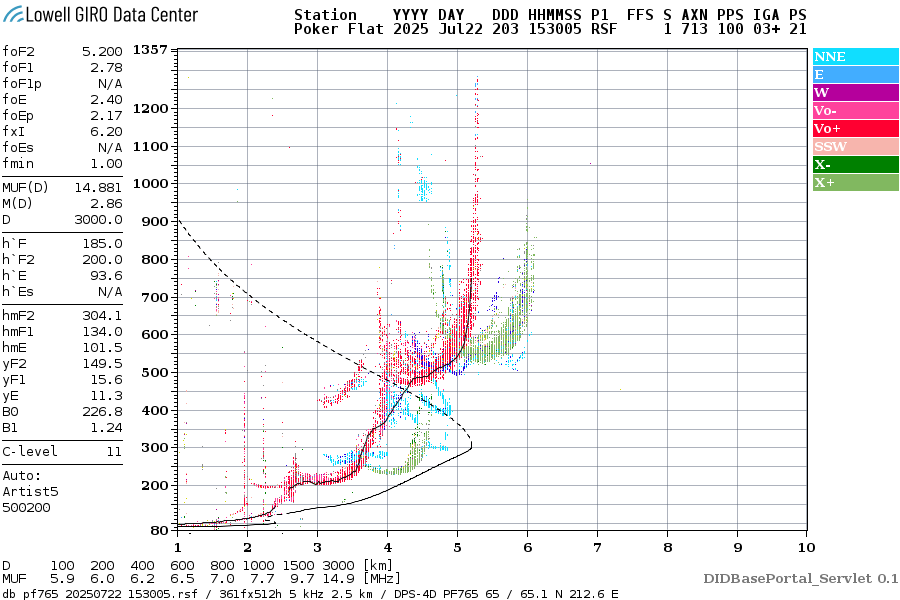 Lowell GIRO Data Center
Station YYYY DAY DDD HHMMSS P1 FFS S AXN PPS IGA PS
Poker Flat 2025 Jul22 203 153005 RSF 1 713 100 03+ 21
foF2 5.200
foF1 2.78
foF1p N/A
foE 2.40
foEp 2.17
fxI 6.20
foEs N/A
fmin 1.00
MUF(D) 14.881
M(D) 2.86
D 3000.0
h`F 185.0
h`F2 200.0
h`E 93.6
h`Es N/A
hmF2 304.1
hmF1 134.0
hmE 101.5
yF2 149.5
yF1 15.6
yE 11.3
B0 226.8
B1 1.24
C-level 11
Auto:
Artist5
500200
1357
1200
1100
1000
900
800
700
600
500
400
300
200
80
1 2 3 4 5 6 7 8 9 10
NNE
E
W
Vo-
Vo+
SSW
X-
X+
D 100 200 400 600 800 1000 1500 3000 [km]
MUF 5.9 6.0 6.2 6.5 7.0 7.7 9.7 14.9 [MHz]
db pf765 20250722 153005.rsf / 361fx512h 5 kHz 2.5 km / DPS-4D PF765 65 / 65.1 N 212.6 E
DIDBasePortal_Servlet 0.1